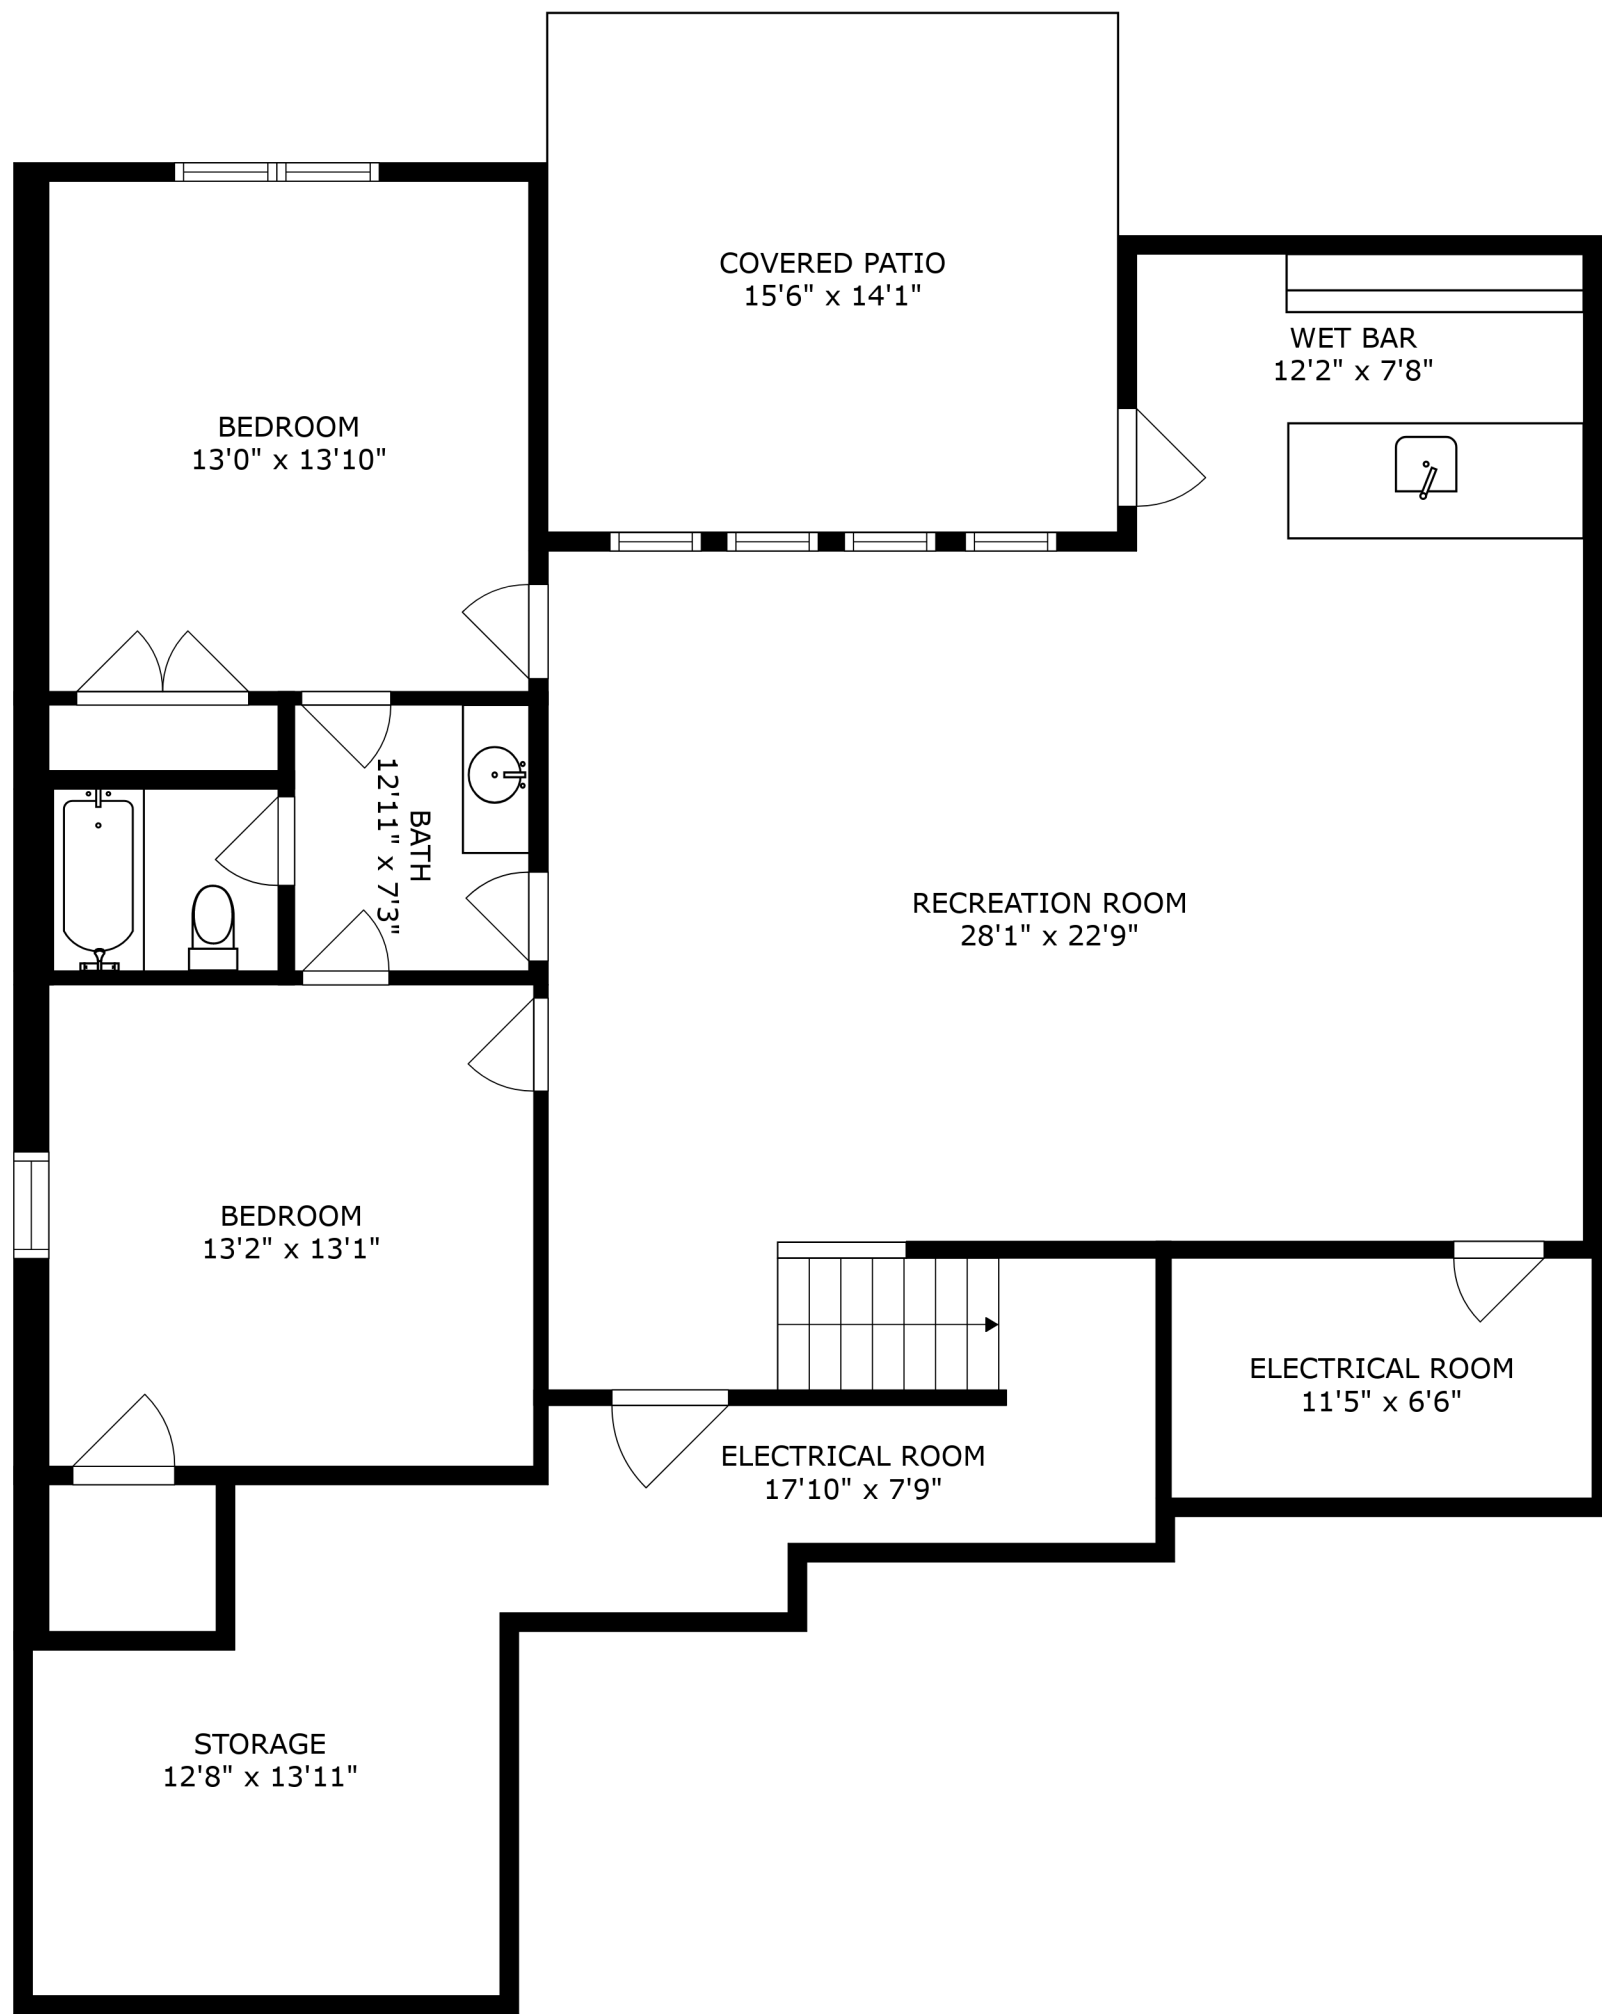 COVERED PATIO
15'6" x 14'1"
WET BAR
12'2" x 7'8"
BEDROOM
13'0" x 13'10"
BATH
12'11" x 7'3"
RECREATION ROOM
28'1" x 22'9"
BEDROOM
13'2" x 13'1"
ELECTRICAL ROOM
11'5" x 6'6"
ELECTRICAL ROOM
17'10" x 7'9"
STORAGE
12'8" x 13'11"